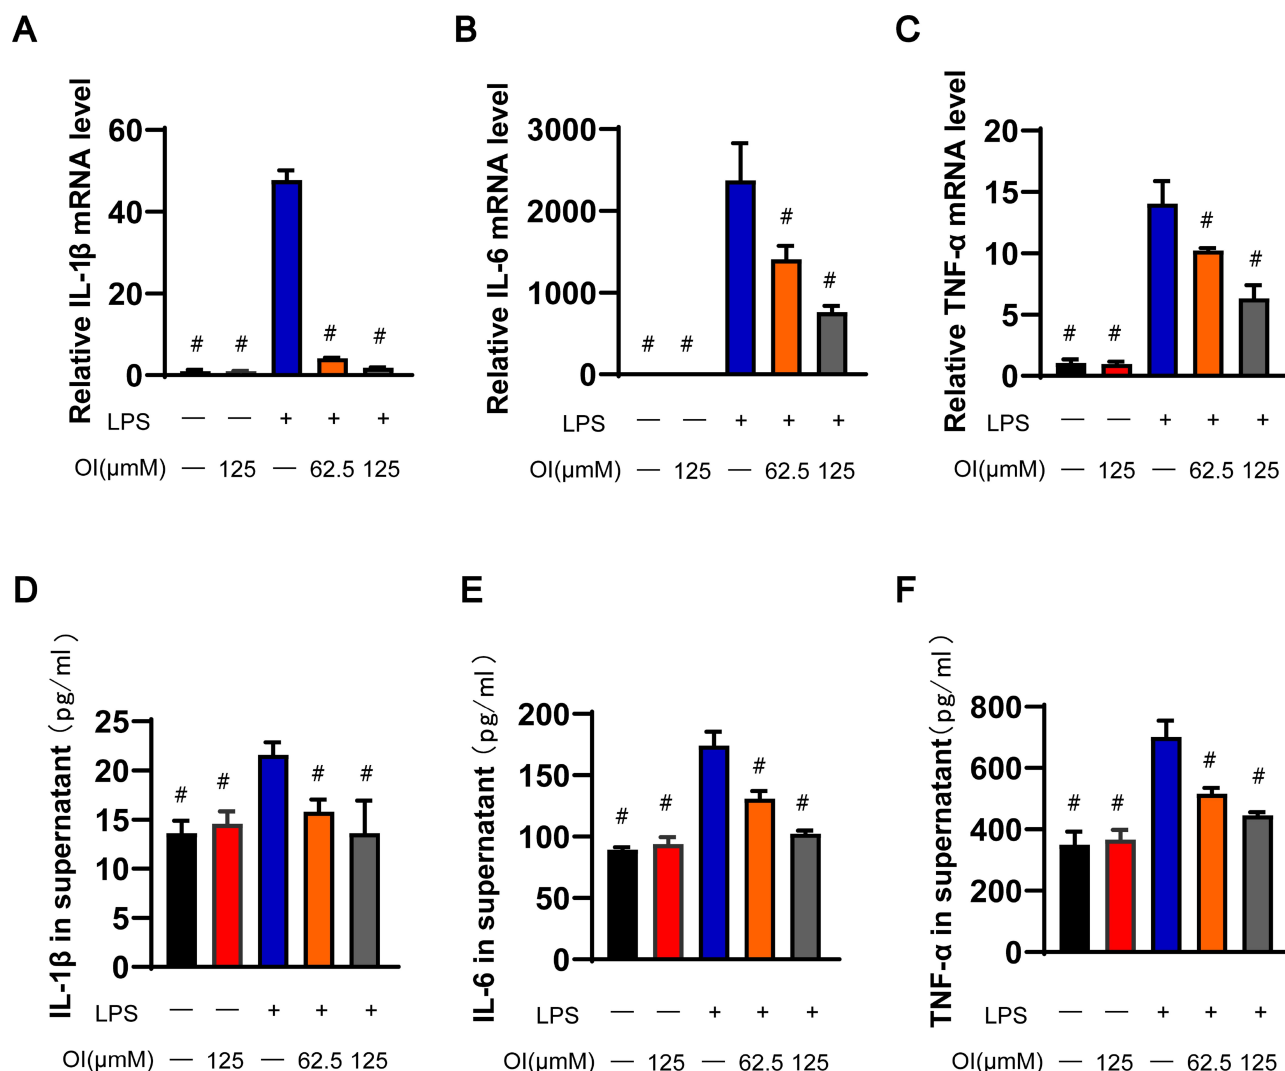 A
B
C
Relative IL-1β mRNA level
60
40
20
0
# # # #
LPS — — + + +
OI(μmM) — 125 — 62.5 125
Relative IL-6 mRNA level
3000
2000
1000
0
# # # #
LPS — — + + +
OI(μmM) — 125 — 62.5 125
Relative TNF-α mRNA level
20
15
10
5
0
# # # #
LPS — — + + +
OI(μmM) — 125 — 62.5 125
D
E
F
IL-1β in supernatant (pg/ml)
25
20
15
10
5
0
# # # #
LPS — — + + +
OI(μmM) — 125 — 62.5 125
IL-6 in supernatant (pg/ml)
200
150
100
50
0
# # # #
LPS — — + + +
OI(μmM) — 125 — 62.5 125
TNF-α in supernatant(pg/ml)
800
600
400
200
0
# # # #
LPS — — + + +
OI(μmM) — 125 — 62.5 125